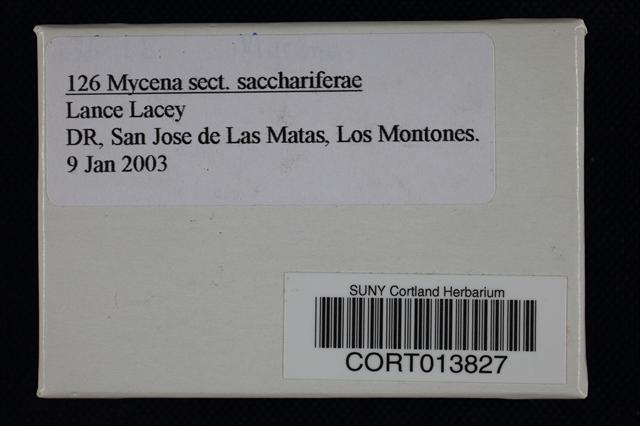 126 Mycena sect. sacchariferae
Lance Lacey
DR, San Jose de Las Matas, Los Montones.
9 Jan 2003
SUNY Cortland Herbarium
CORT013827